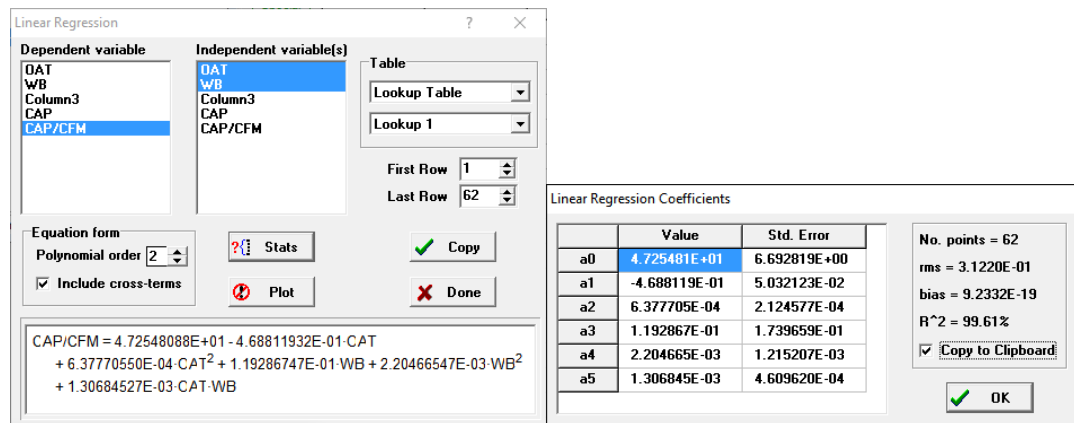 Linear Regression
?
Dependent variable
OAT
WB
Column3
CAP
CAP/CFM
Independent variable(s)
OAT
WB
Column3
CAP
CAP/CFM
Table
Lookup Table
Lookup 1
First Row 1
Last Row 62
Equation form
Polynomial order 2
Include cross-terms
?{} Stats
Plot
Copy
Done
CAP/CFM = 4.72548088E+01 - 4.68811932E-01·OAT
+ 6.37770550E-04·OAT² + 1.19286747E-01·WB + 2.20466547E-03·WB²
+ 1.30684527E-03·OAT·WB
Linear Regression Coefficients
Value Std. Error
a0 4.725481E+01 6.692819E+00
a1 -4.688119E-01 5.032123E-02
a2 6.377705E-04 2.124577E-04
a3 1.192867E-01 1.739659E-01
a4 2.204665E-03 1.215207E-03
a5 1.306845E-03 4.609620E-04
No. points = 62
rms = 3.1220E-01
bias = 9.2332E-19
R^2 = 99.61%
Copy to Clipboard
OK